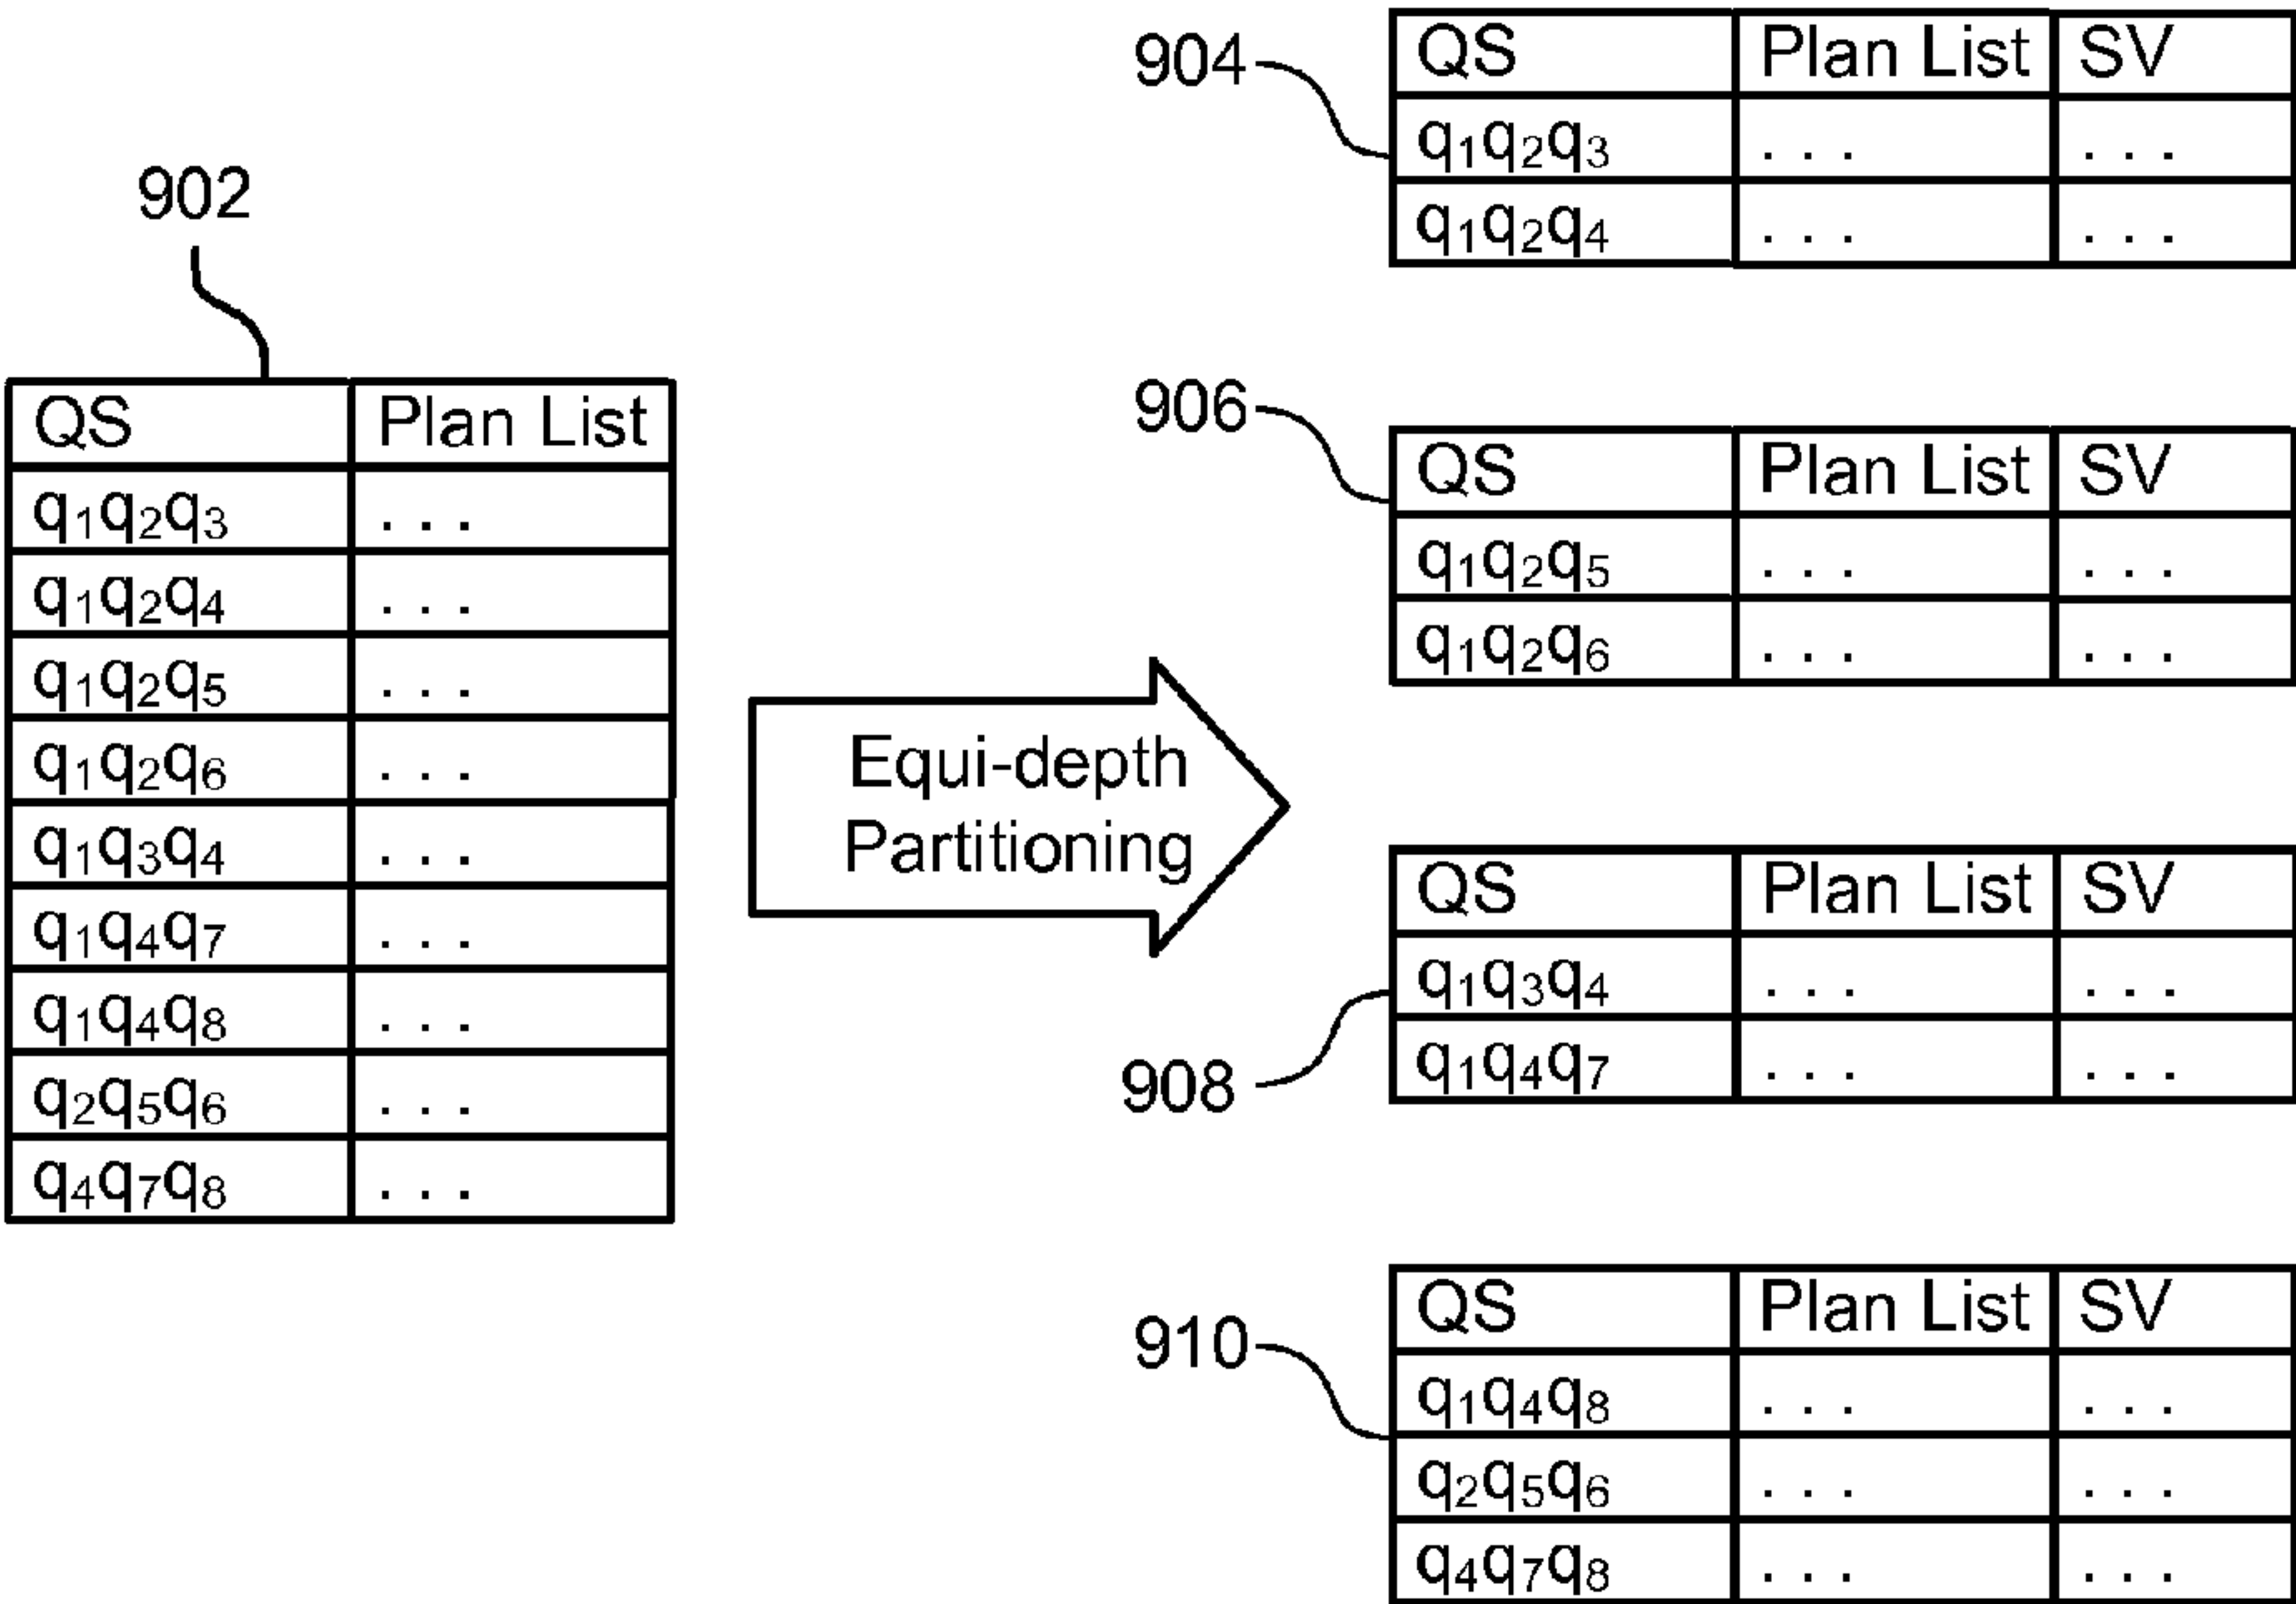 902
QS Plan List
q₁q₂q₃ . . .
q₁q₂q₄ . . .
q₁q₂q₅ . . .
q₁q₂q₆ . . .
q₁q₃q₄ . . .
q₁q₄q₇ . . .
q₁q₄q₈ . . .
q₂q₅q₆ . . .
q₄q₇q₈ . . .
Equi-depth
Partitioning
904
QS Plan List SV
q₁q₂q₃ . . . . . .
q₁q₂q₄ . . . . . .
906
QS Plan List SV
q₁q₂q₅ . . . . . .
q₁q₂q₆ . . . . . .
908
QS Plan List SV
q₁q₃q₄ . . . . . .
q₁q₄q₇ . . . . . .
910
QS Plan List SV
q₁q₄q₈ . . . . . .
q₂q₅q₆ . . . . . .
q₄q₇q₈ . . . . . .